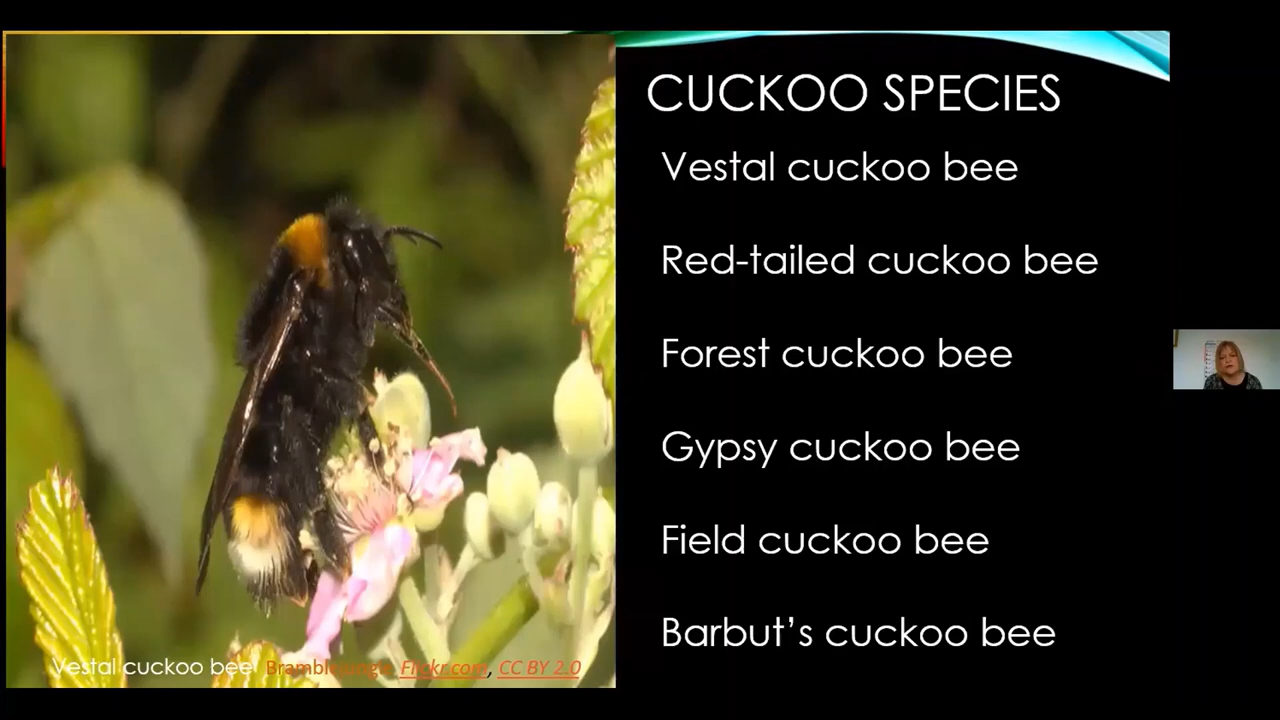 CUCKOO SPECIES
Vestal cuckoo bee
Red-tailed cuckoo bee
Forest cuckoo bee
Gypsy cuckoo bee
Field cuckoo bee
Barbut's cuckoo bee
Vestal cuckoo bee Flickr.com, CC BY 2.0